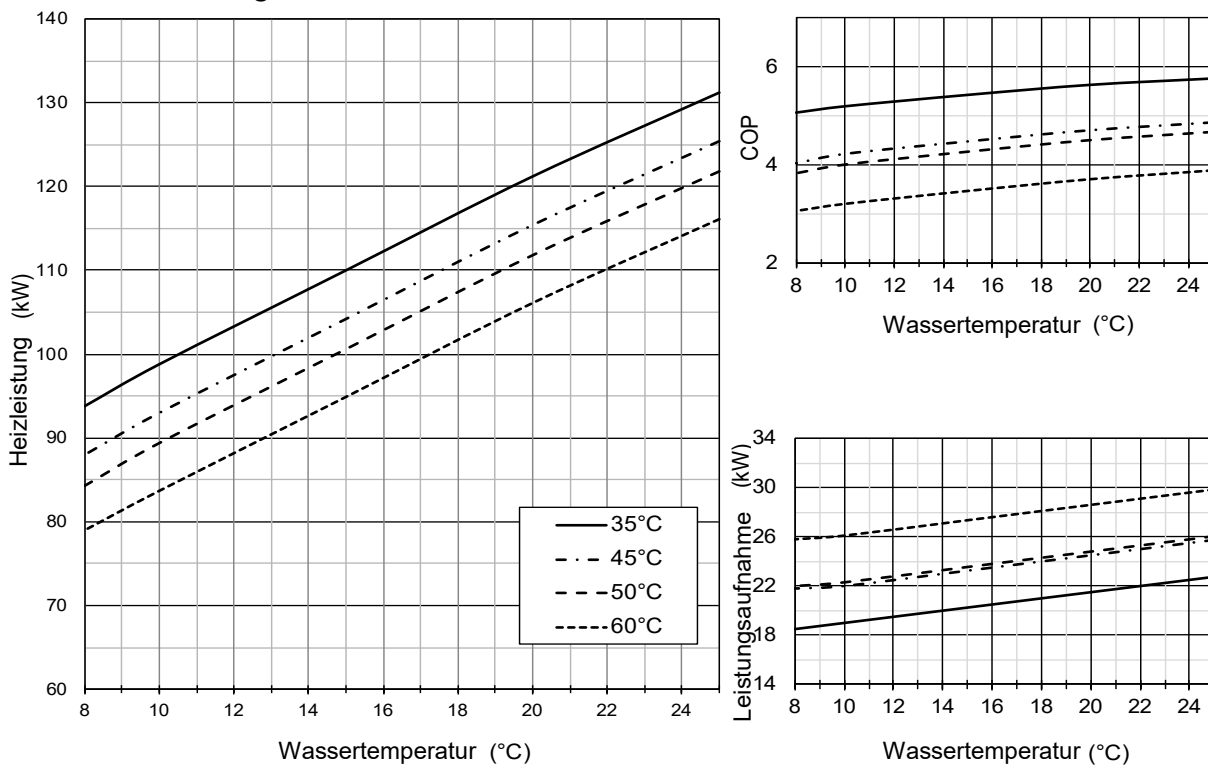 140
130
120
110
100
90
80
70
60
Heizleistung (kW)
35°C
45°C
50°C
60°C
8 10 12 14 16 18 20 22 24
Wassertemperatur (°C)
6
4
2
COP
8 10 12 14 16 18 20 22 24
Wassertemperatur (°C)
34
30
26
22
18
14
Leistungsaufnahme (kW)
8 10 12 14 16 18 20 22 24
Wassertemperatur (°C)